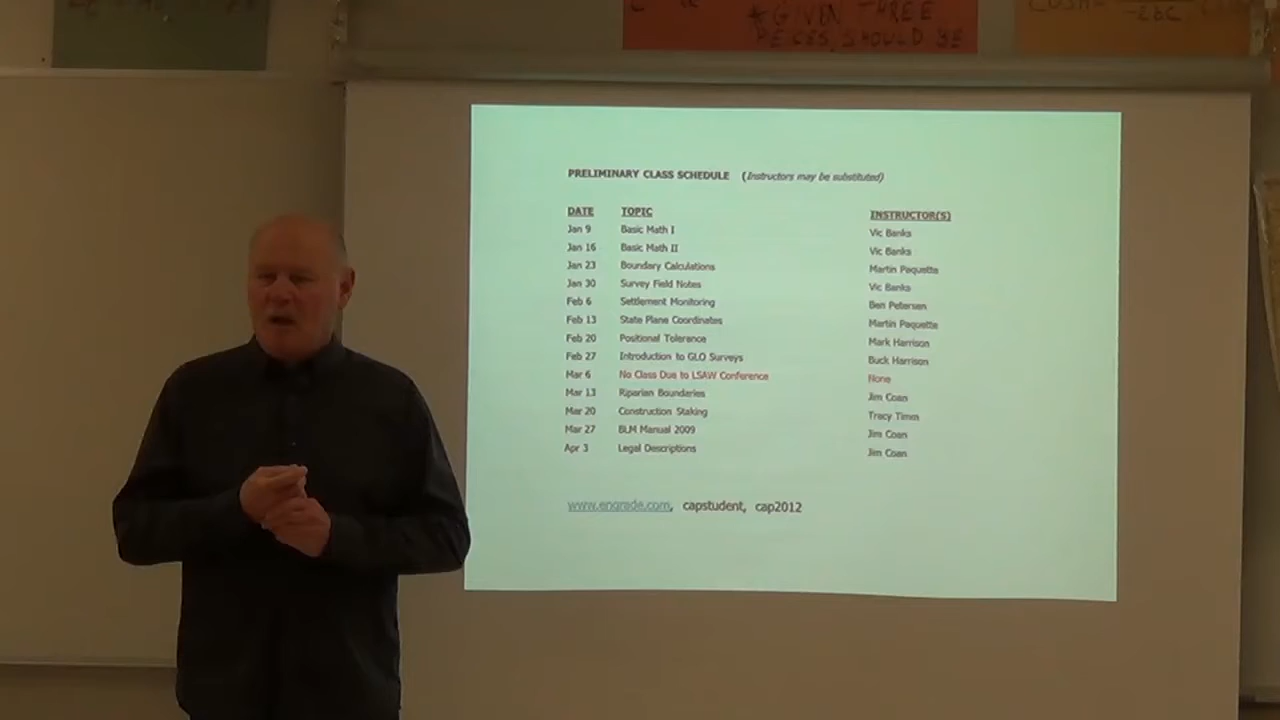 * GIVEN THREE
PIECES, SHOULD BE
COSA=
-2bc
PRELIMINARY CLASS SCHEDULE (Instructors may be substituted)
DATE TOPIC INSTRUCTOR(S)
Jan 9 Basic Math I Vic Banks
Jan 16 Basic Math II Vic Banks
Jan 23 Boundary Calculations Martin Paquette
Jan 30 Survey Field Notes Vic Banks
Feb 6 Settlement Monitoring Ben Petersen
Feb 13 State Plane Coordinates Martin Paquette
Feb 20 Positional Tolerance Mark Harrison
Feb 27 Introduction to GLO Surveys Buck Harrison
Mar 6 No Class Due to LSAW Conference None
Mar 13 Riparian Boundaries Jim Coan
Mar 20 Construction Staking Tracy Timm
Mar 27 BLM Manual 2009 Jim Coan
Apr 3 Legal Descriptions Jim Coan
www.engrade.com, capstudent, cap2012